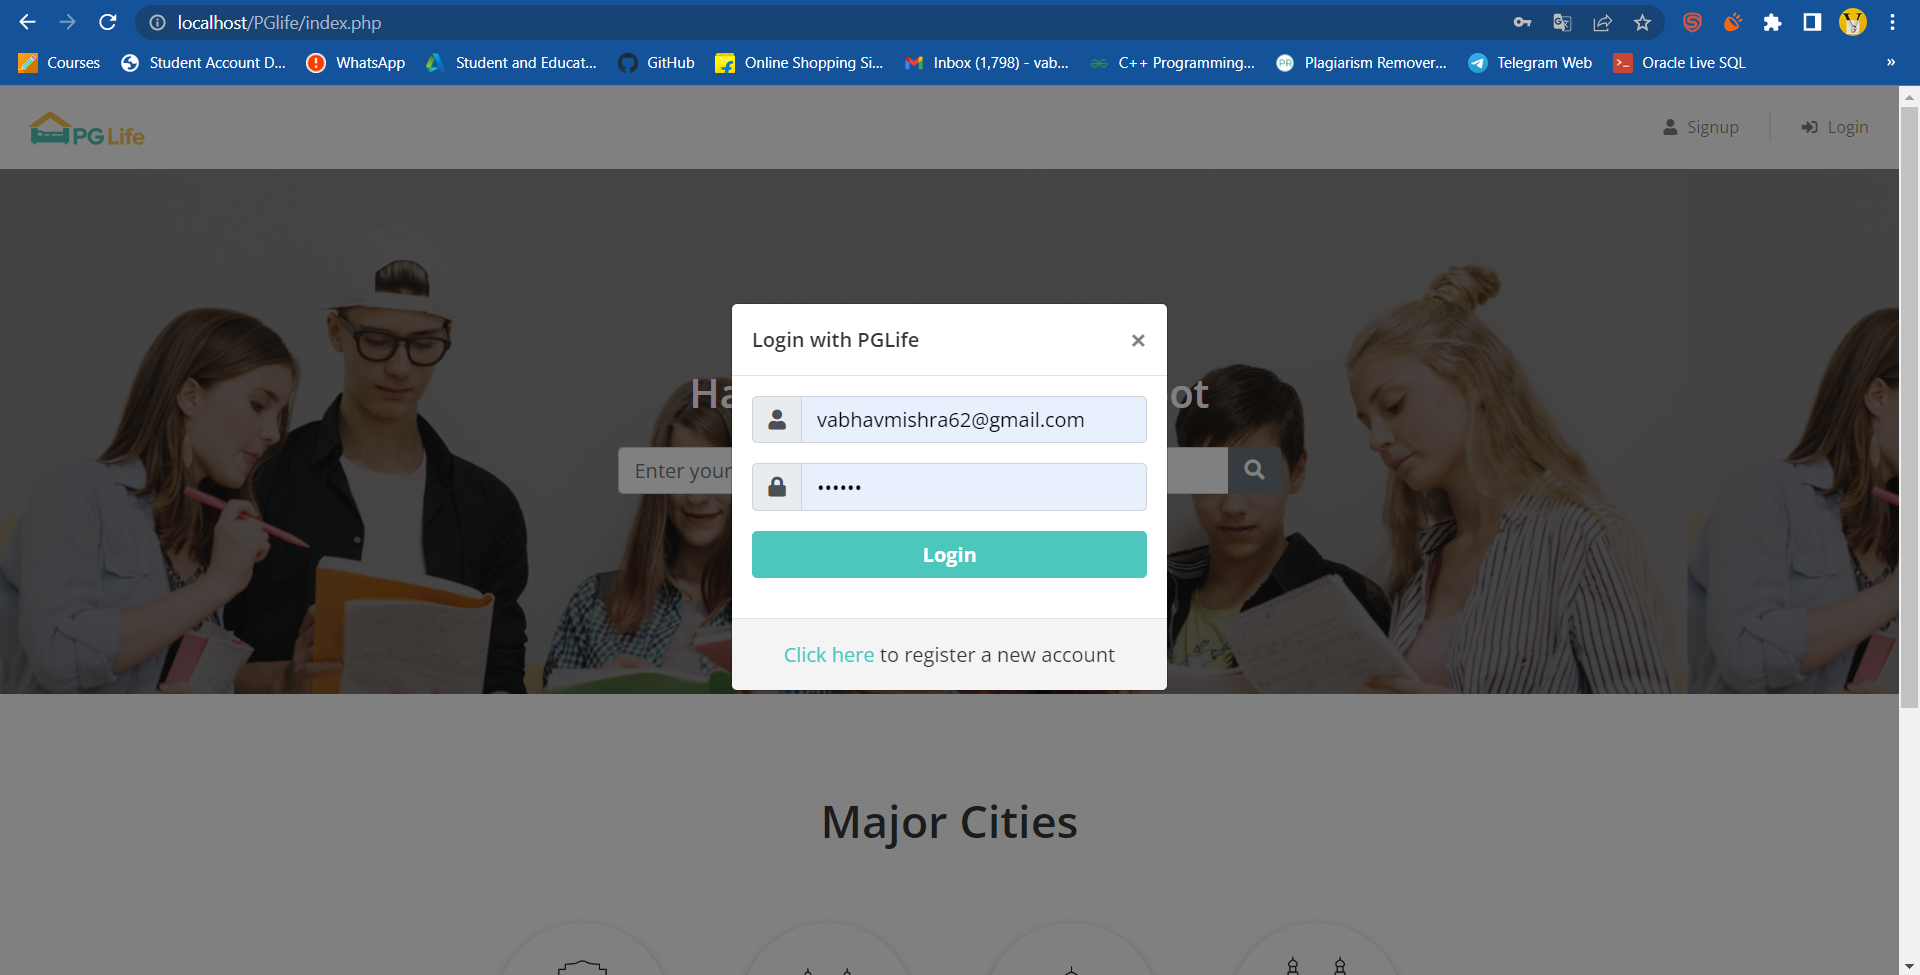 localhost/PGlife/index.php
Courses
Student Account D...
WhatsApp
Student and Educat...
GitHub
Online Shopping Si...
Inbox (1,798) - vab...
C++ Programming...
PR
Plagiarism Remover...
Telegram Web
Oracle Live SQL
»
PG Life
Signup
Login
Login with PGLife
×
Ha
ot
vabhavmishra62@gmail.com
Enter your
••••••
Login
Click here to register a new account
Major Cities